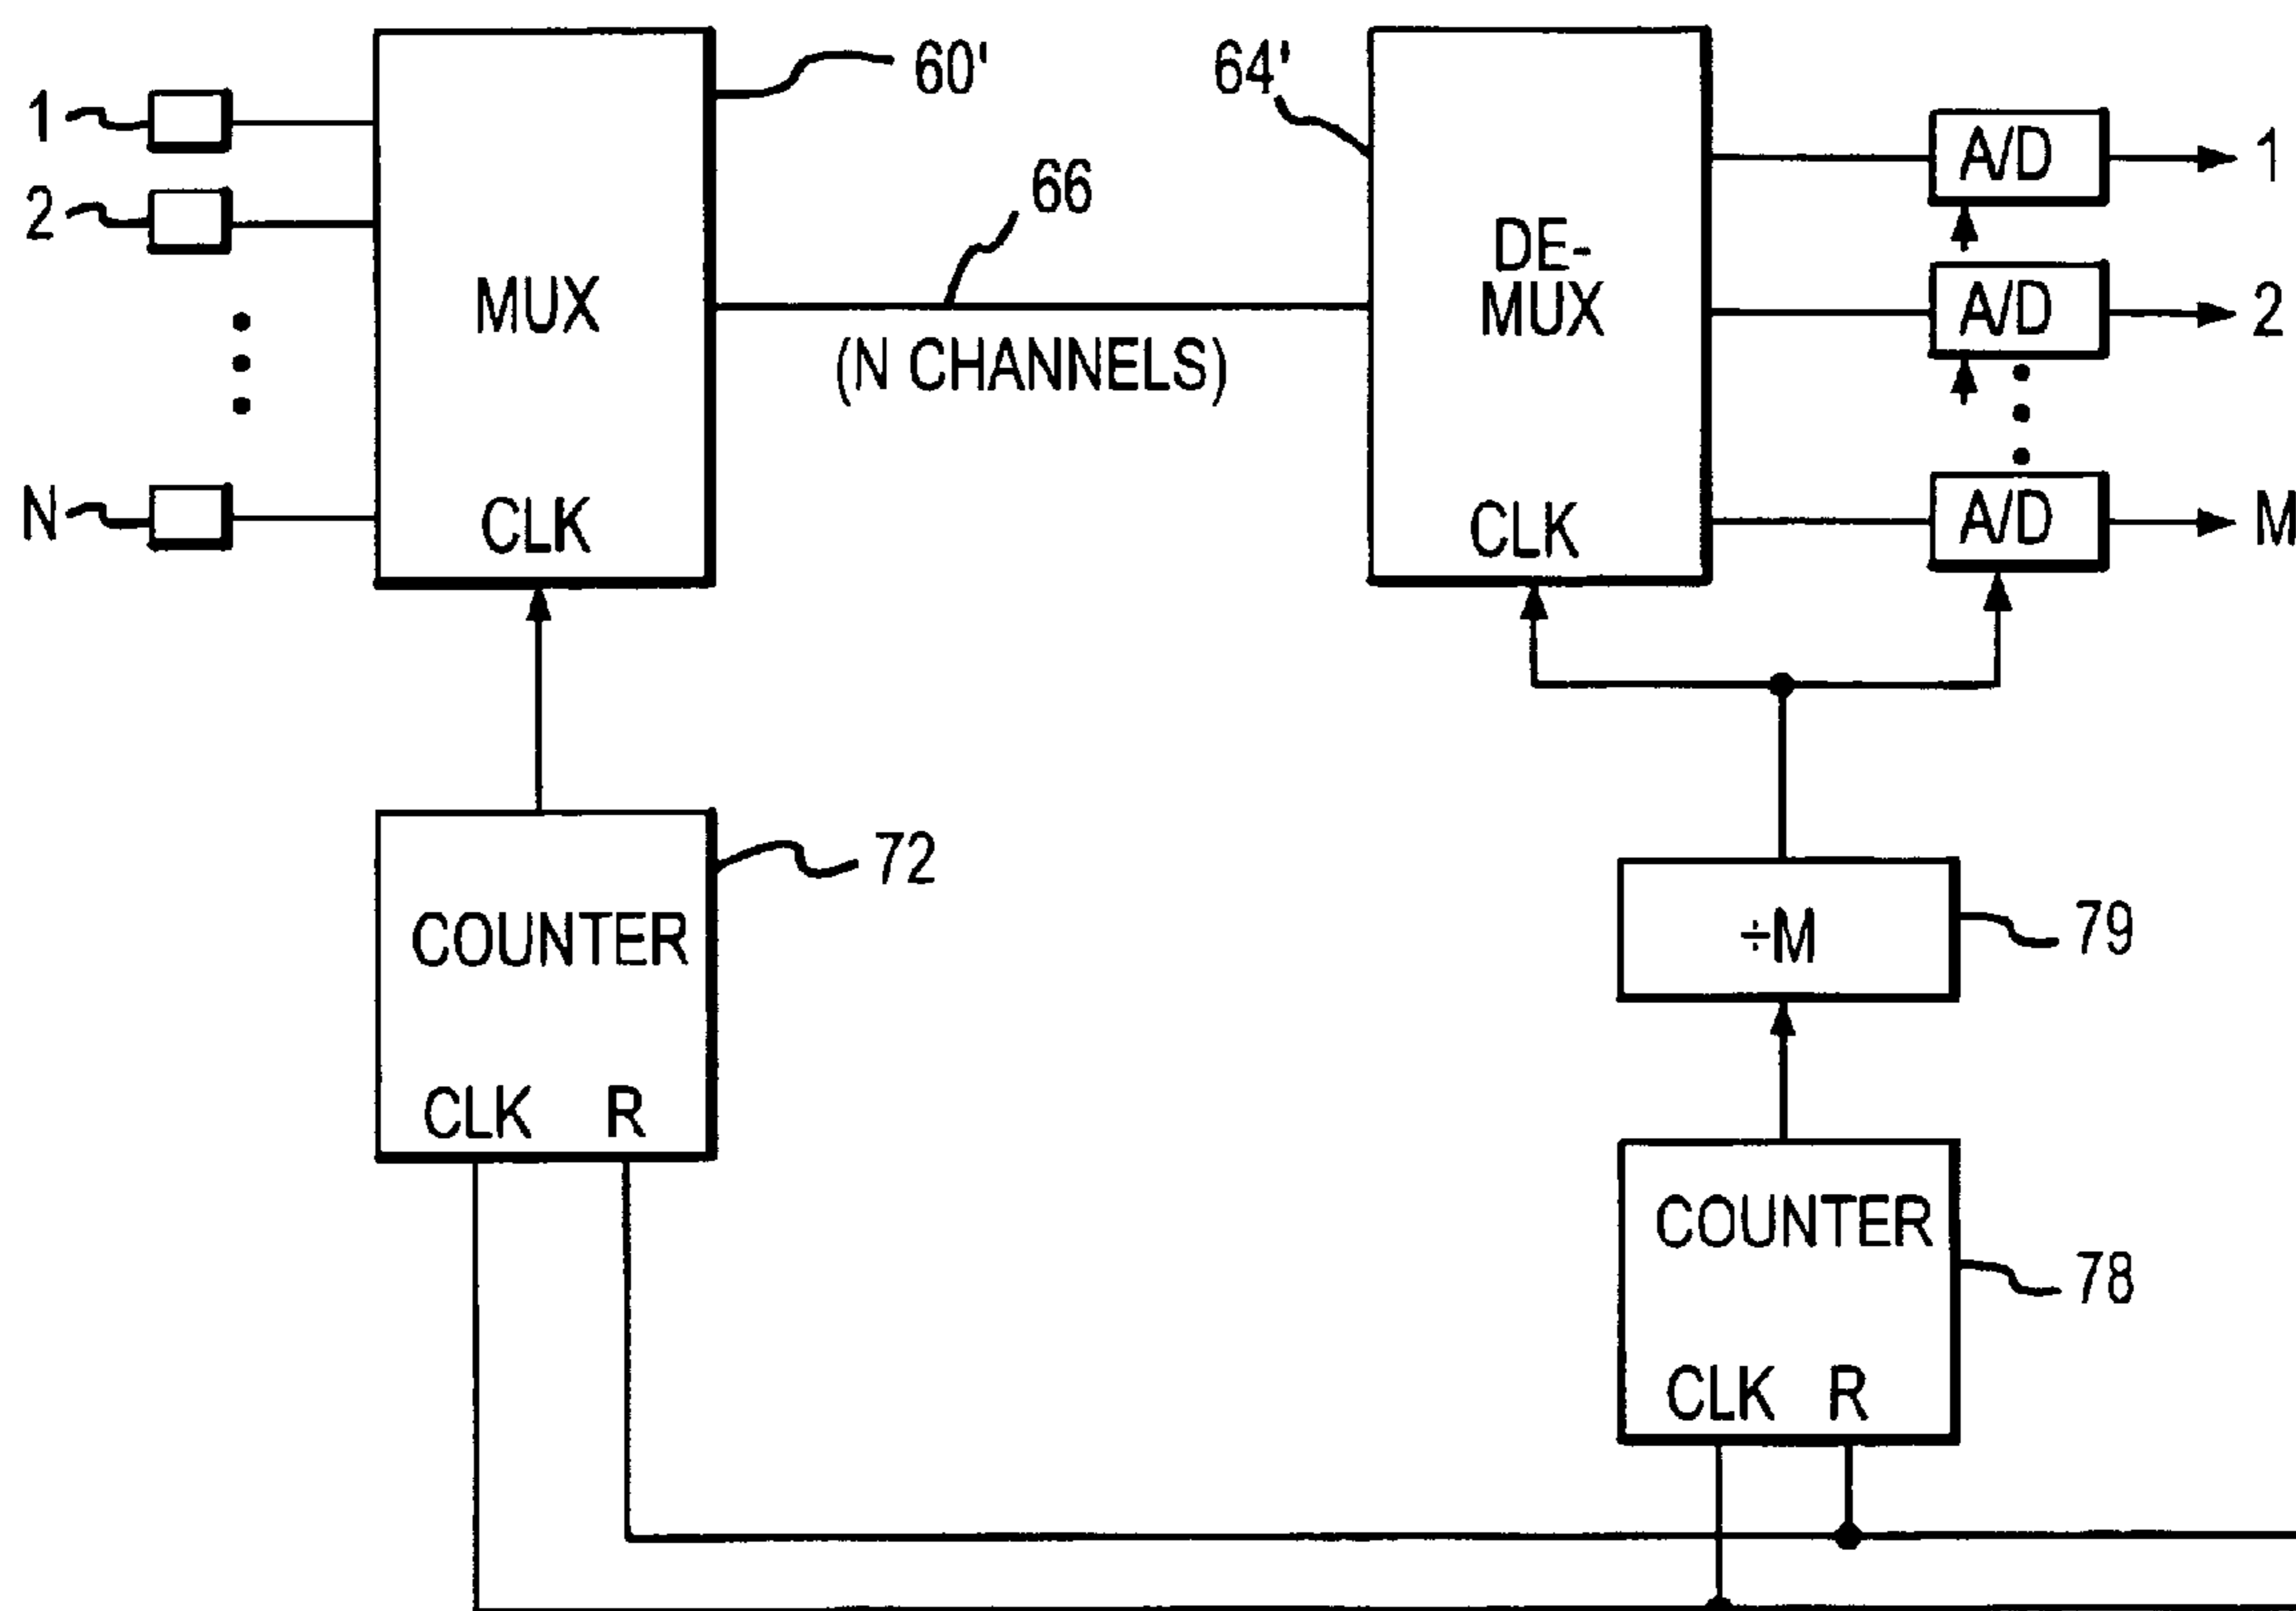 1
2
N
MUX
CLK
60'
66
(N CHANNELS)
64'
DE-
MUX
CLK
A/D
1
A/D
2
A/D
M
72
COUNTER
CLK R
÷M
79
COUNTER
78
CLK R